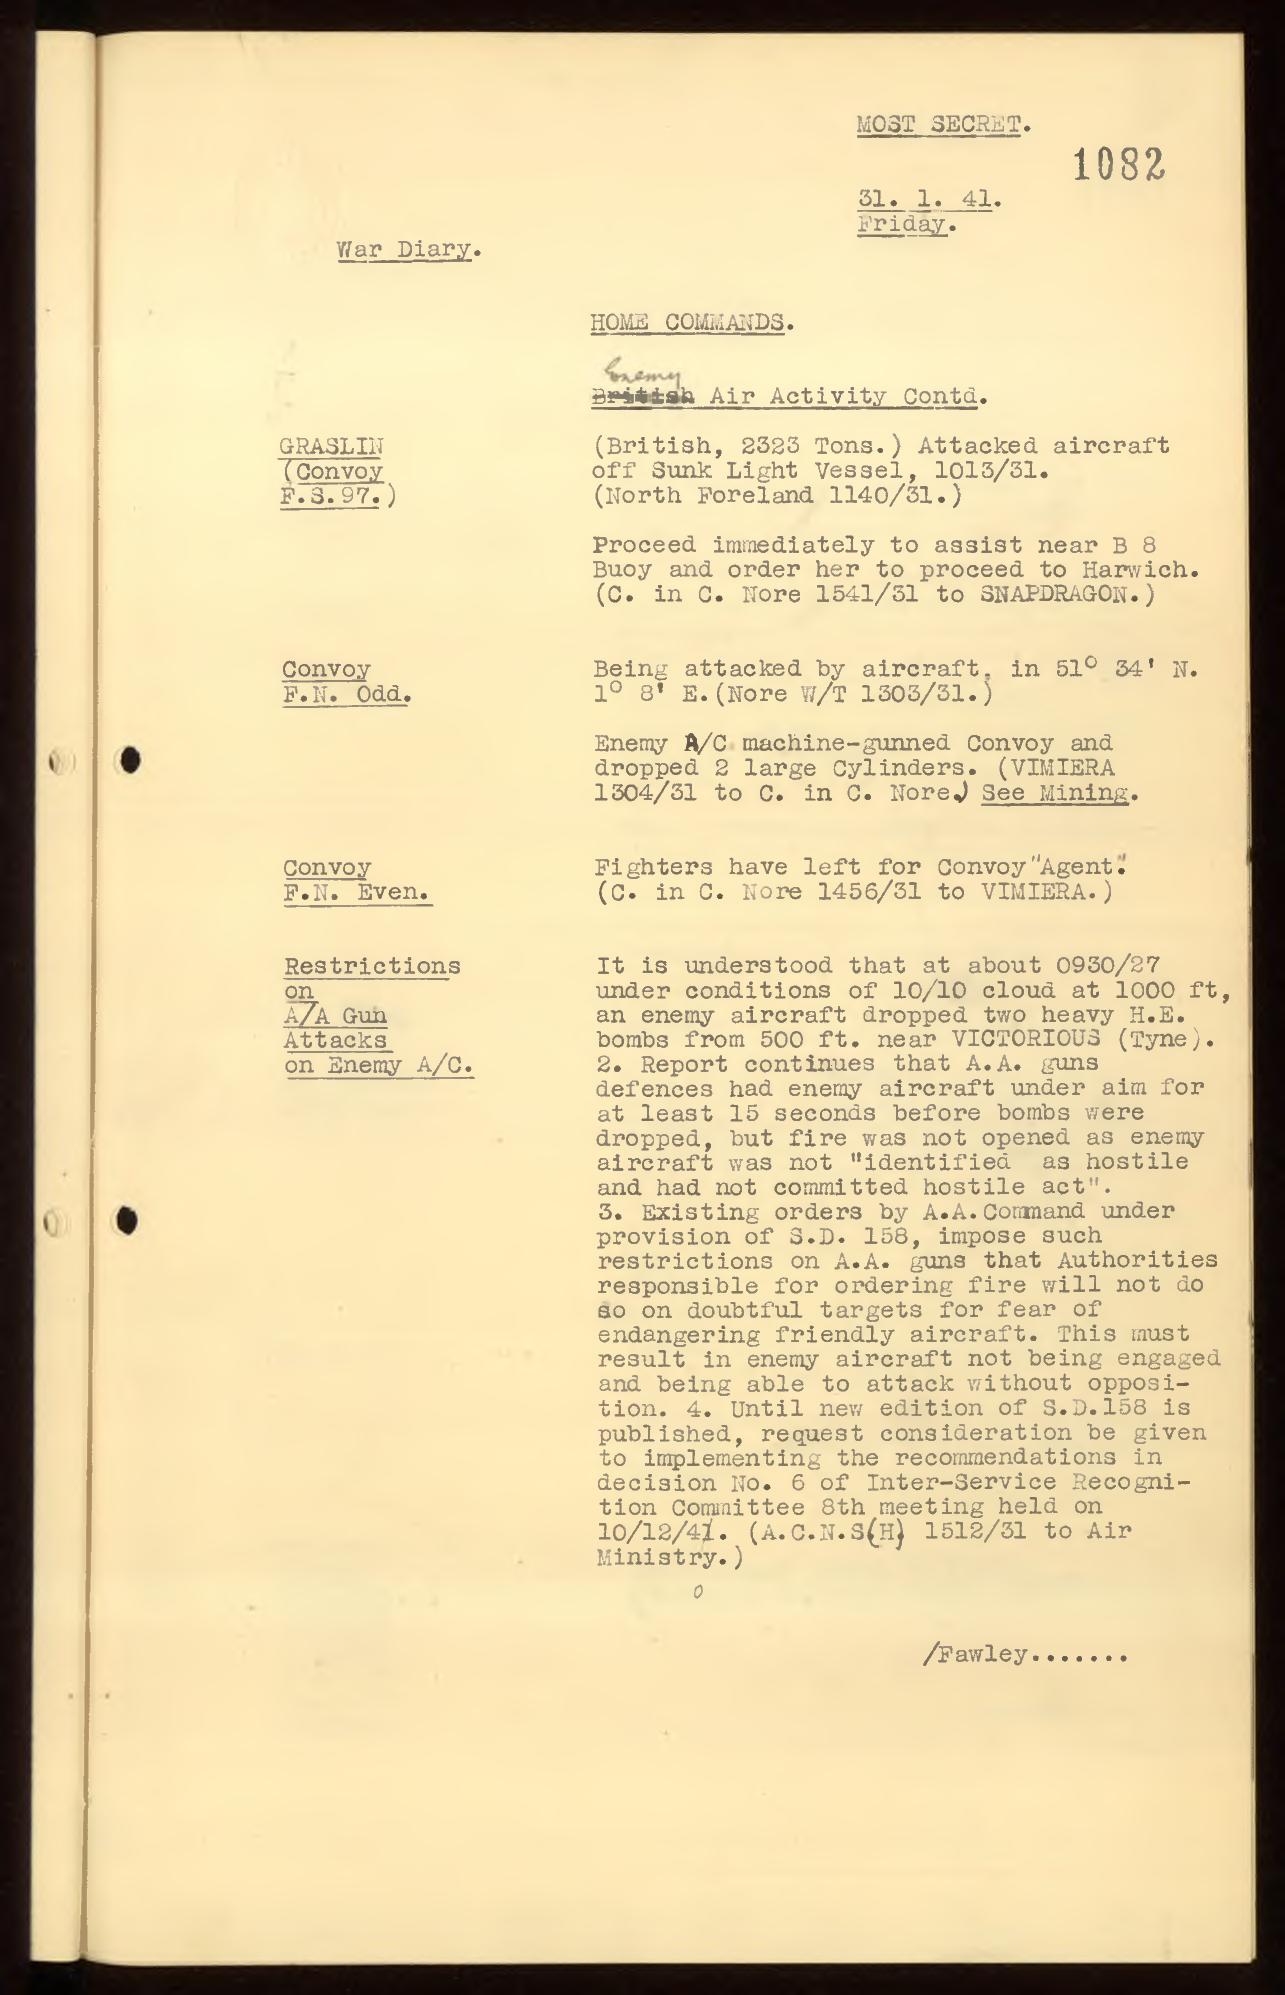 MOST SECRET.
1082
31. 1. 41.
Friday.
War Diary.
HOME COMMANDS.
Enemy
British Air Activity Contd.
GRASLIN
(Convoy
F.S.97.)
(British, 2323 Tons.) Attacked aircraft
off Sunk Light Vessel, 1013/31.
(North Foreland 1140/31.)
Proceed immediately to assist near B 8
Buoy and order her to proceed to Harwich.
(C. in C. Nore 1541/31 to SNAPDRAGON.)
Convoy
F.N. Odd.
Being attacked by aircraft, in 51° 34' N.
1° 8' E.(Nore W/T 1303/31.)
Enemy A/C machine-gunned Convoy and
dropped 2 large Cylinders. (VIMIERA
1304/31 to C. in C. Nore.) See Mining.
Convoy
F.N. Even.
Fighters have left for Convoy "Agent".
(C. in C. Nore 1456/31 to VIMIERA.)
Restrictions
on
A/A Gun
Attacks
on Enemy A/C.
It is understood that at about 0930/27
under conditions of 10/10 cloud at 1000 ft,
an enemy aircraft dropped two heavy H.E.
bombs from 500 ft. near VICTORIOUS (Tyne).
2. Report continues that A.A. guns
defences had enemy aircraft under aim for
at least 15 seconds before bombs were
dropped, but fire was not opened as enemy
aircraft was not "identified as hostile
and had not committed hostile act".
3. Existing orders by A.A.Command under
provision of S.D. 158, impose such
restrictions on A.A. guns that Authorities
responsible for ordering fire will not do
so on doubtful targets for fear of
endangering friendly aircraft. This must
result in enemy aircraft not being engaged
and being able to attack without opposi-
tion. 4. Until new edition of S.D.158 is
published, request consideration be given
to implementing the recommendations in
decision No. 6 of Inter-Service Recogni-
tion Committee 8th meeting held on
10/12/41. (A.C.N.S(H) 1512/31 to Air
Ministry.)
0
/Fawley.......